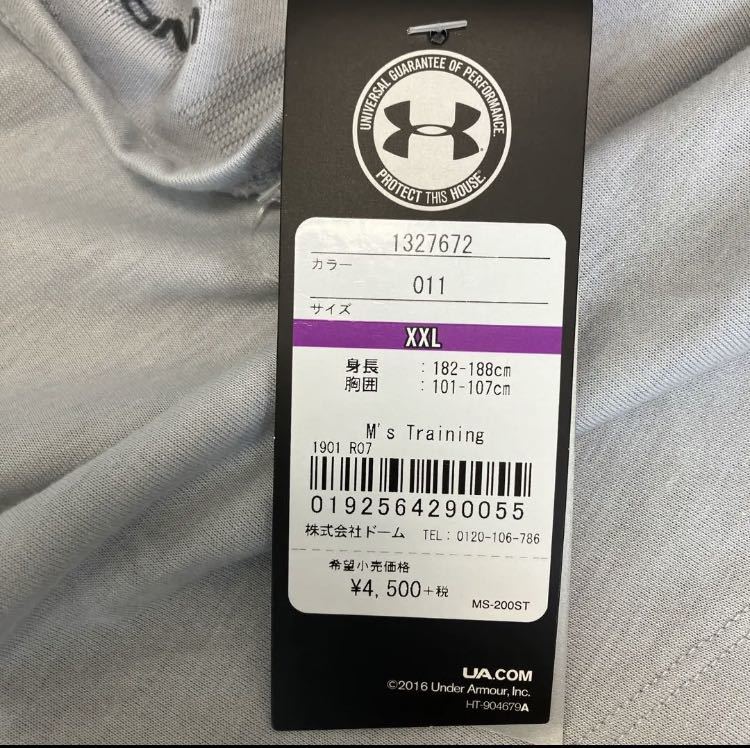 UNIVERSAL GUARANTEE OF PERFORMANCE.
PROTECT THIS HOUSE.
1327672
カラー
011
サイズ
XXL
身長 : 182-188cm
胸囲 : 101-107cm
M's Training
1901 R07
0192564290055
株式会社ドーム TEL: 0120-106-786
希望小売価格
¥4,500+税
MS-200ST
UA.COM
©2016 Under Armour, Inc.
HT-904679A